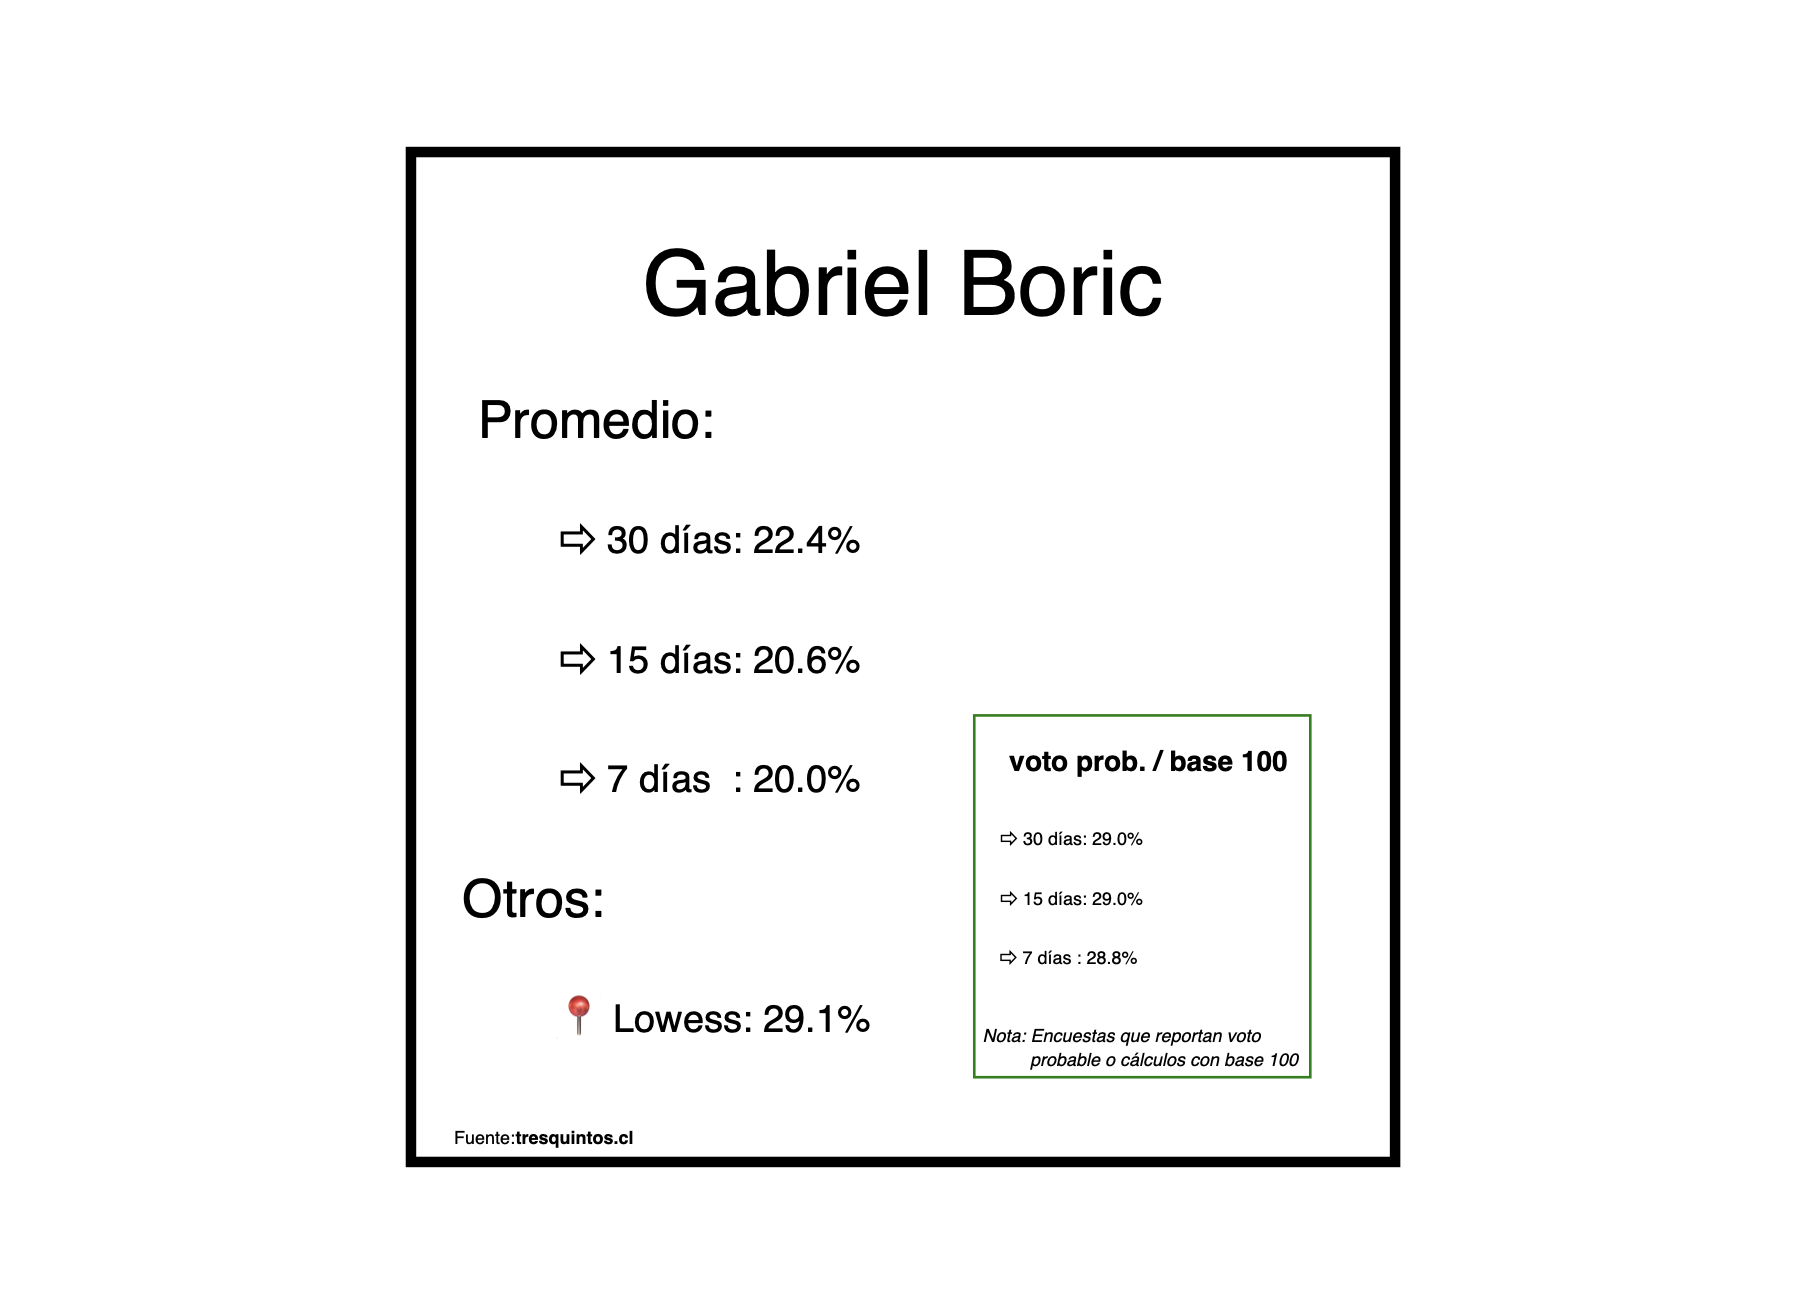 Gabriel Boric
Promedio:
⇨ 30 días: 22.4%
⇨ 15 días: 20.6%
⇨ 7 días  : 20.0%
Otros:
📍 Lowess: 29.1%
voto prob. / base 100
⇨ 30 días: 29.0%
⇨ 15 días: 29.0%
⇨ 7 días : 28.8%
Nota: Encuestas que reportan voto
probable o cálculos con base 100
Fuente:tresquintos.cl